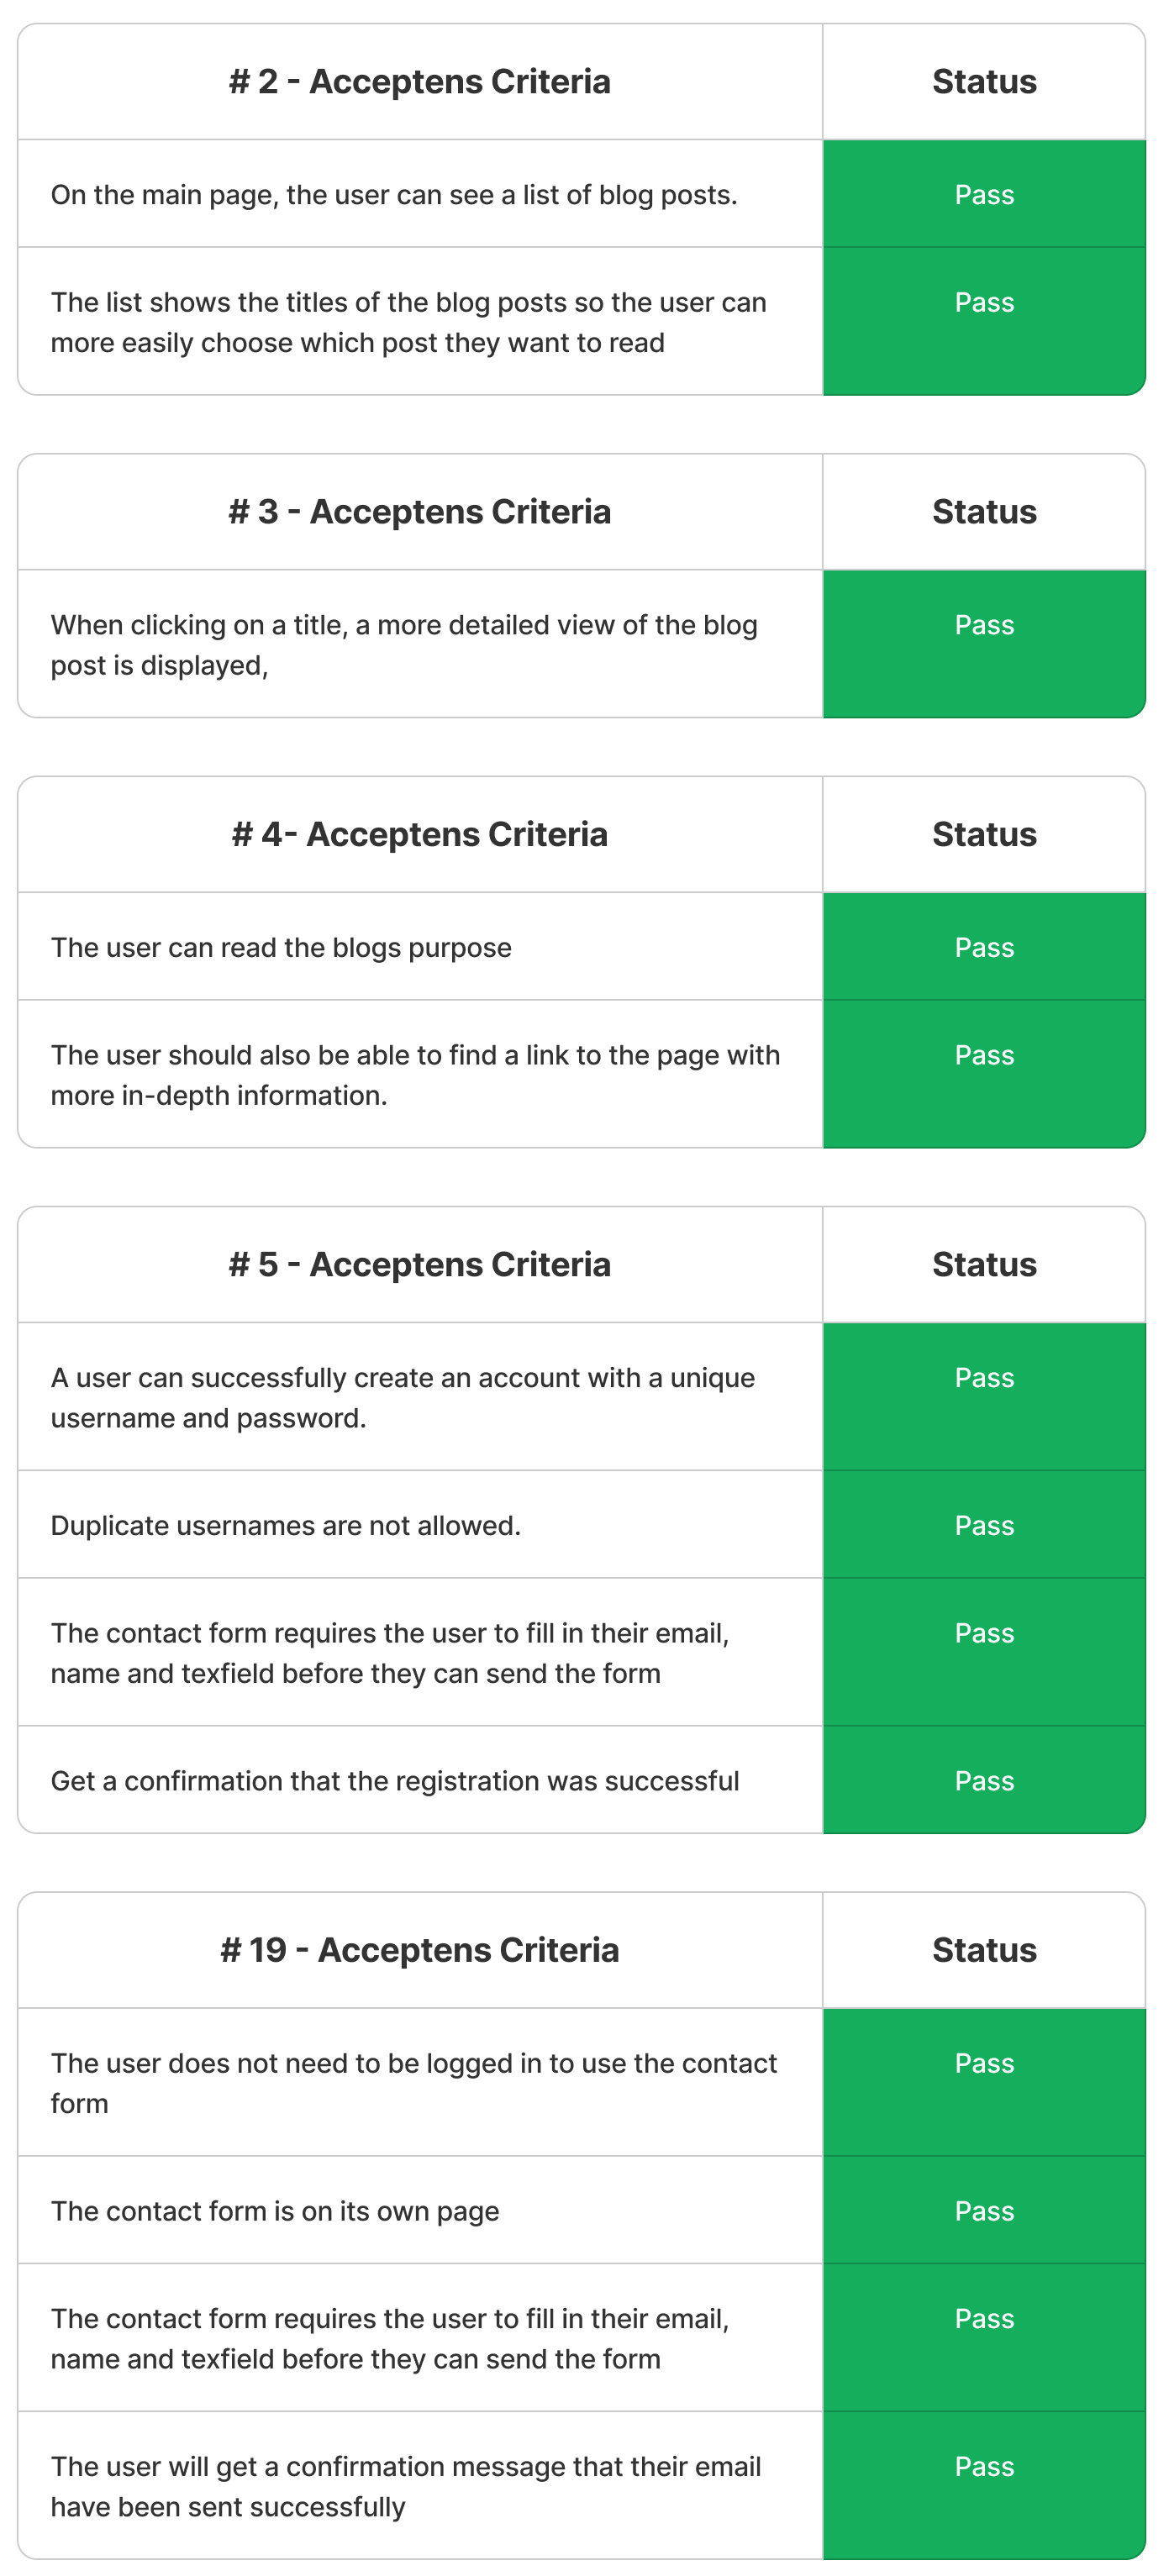 # 2 - Acceptens Criteria
Status
On the main page, the user can see a list of blog posts.
Pass
The list shows the titles of the blog posts so the user can
more easily choose which post they want to read
Pass
# 3 - Acceptens Criteria
Status
When clicking on a title, a more detailed view of the blog
post is displayed,
Pass
# 4- Acceptens Criteria
Status
The user can read the blogs purpose
Pass
The user should also be able to find a link to the page with
more in-depth information.
Pass
# 5 - Acceptens Criteria
Status
A user can successfully create an account with a unique
username and password.
Pass
Duplicate usernames are not allowed.
Pass
The contact form requires the user to fill in their email,
name and texfield before they can send the form
Pass
Get a confirmation that the registration was successful
Pass
# 19 - Acceptens Criteria
Status
The user does not need to be logged in to use the contact
form
Pass
The contact form is on its own page
Pass
The contact form requires the user to fill in their email,
name and texfield before they can send the form
Pass
The user will get a confirmation message that their email
have been sent successfully
Pass